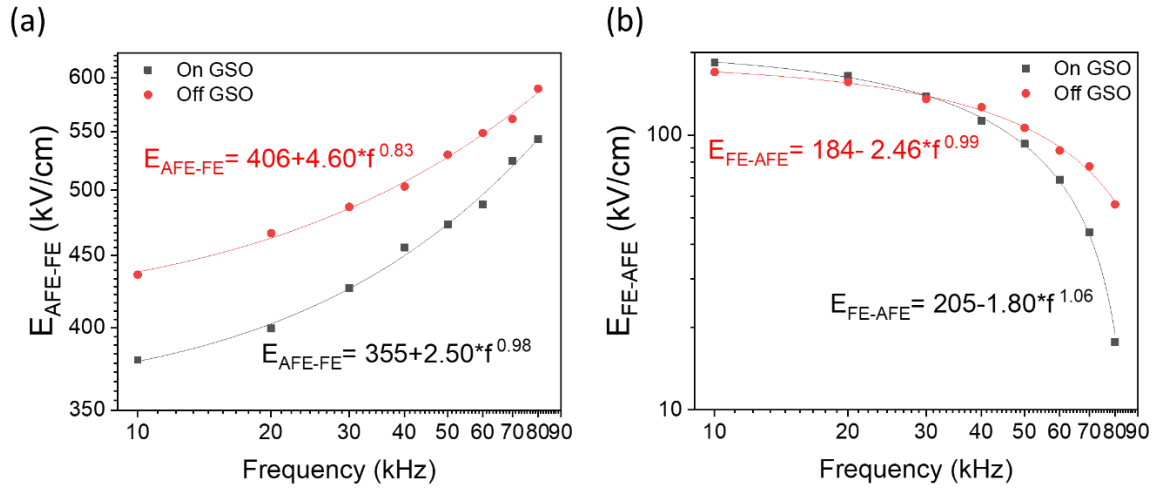 (a)
600
550
500
450
400
350
E_AFE-FE (kV/cm)
On GSO
Off GSO
E_AFE-FE= 406+4.60*f^0.83
E_AFE-FE= 355+2.50*f^0.98
10 20 30 40 50 60 70 80 90
Frequency (kHz)
(b)
100
10
E_FE-AFE (kV/cm)
On GSO
Off GSO
E_FE-AFE= 184- 2.46*f^0.99
E_FE-AFE= 205-1.80*f^1.06
10 20 30 40 50 60 70 80 90
Frequency (kHz)